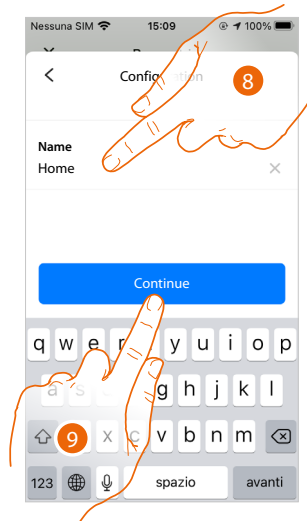 Nessuna SIM 15:09 100%
Configuration
8
Name
Home
Continue
q w e r y u i o p
a s g h j k l
9 x c v b n m
123 spazio avanti